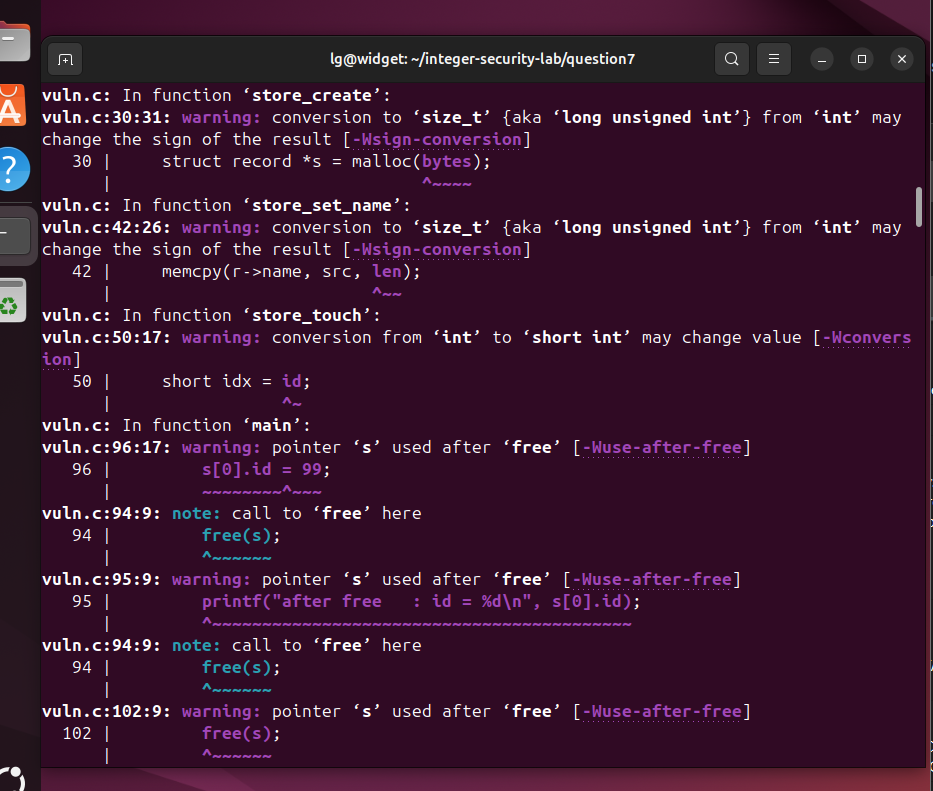 lg@widget: ~/integer-security-lab/question7
vuln.c: In function ‘store_create’:
vuln.c:30:31: warning: conversion to ‘size_t’ {aka ‘long unsigned int’} from ‘int’ may
change the sign of the result [-Wsign-conversion]
   30 |     struct record *s = malloc(bytes);
      |                               ^~~~~
vuln.c: In function ‘store_set_name’:
vuln.c:42:26: warning: conversion to ‘size_t’ {aka ‘long unsigned int’} from ‘int’ may
change the sign of the result [-Wsign-conversion]
   42 |     memcpy(r->name, src, len);
      |                          ^~~
vuln.c: In function ‘store_touch’:
vuln.c:50:17: warning: conversion from ‘int’ to ‘short int’ may change value [-Wconvers
ion]
   50 |     short idx = id;
      |                 ^~
vuln.c: In function ‘main’:
vuln.c:96:17: warning: pointer ‘s’ used after ‘free’ [-Wuse-after-free]
   96 |         s[0].id = 99;
      |         ~~~~~~~~^~~~
vuln.c:94:9: note: call to ‘free’ here
   94 |         free(s);
      |         ^~~~~~~
vuln.c:95:9: warning: pointer ‘s’ used after ‘free’ [-Wuse-after-free]
   95 |         printf("after free   : id = %d\n", s[0].id);
      |         ^~~~~~~~~~~~~~~~~~~~~~~~~~~~~~~~~~~~~~~~~~~
vuln.c:94:9: note: call to ‘free’ here
   94 |         free(s);
      |         ^~~~~~~
vuln.c:102:9: warning: pointer ‘s’ used after ‘free’ [-Wuse-after-free]
  102 |         free(s);
      |         ^~~~~~~